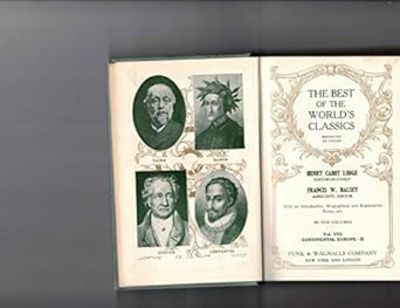 TAINE
DANTE
GOETHE
CERVANTES
THE BEST
OF THE
WORLD'S
CLASSICS
RESTRICTED
TO PROSE
HENRY CABOT LODGE
EDITOR-IN-CHIEF
FRANCIS W. HALSEY
ASSOCIATE EDITOR
With an Introduction, Biographical and Explanatory
Notes, etc.
IN TEN VOLUMES
Vol. VIII
CONTINENTAL EUROPE—II
FUNK & WAGNALLS COMPANY
NEW YORK AND LONDON